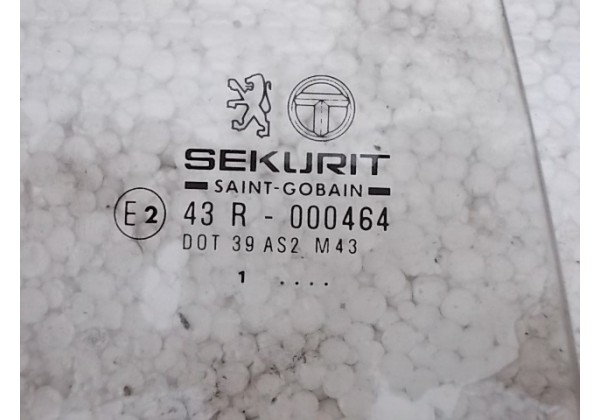 SEKURIT
SAINT-GOBAIN
E2 43 R - 000464
DOT 39 AS2 M43
1 ....